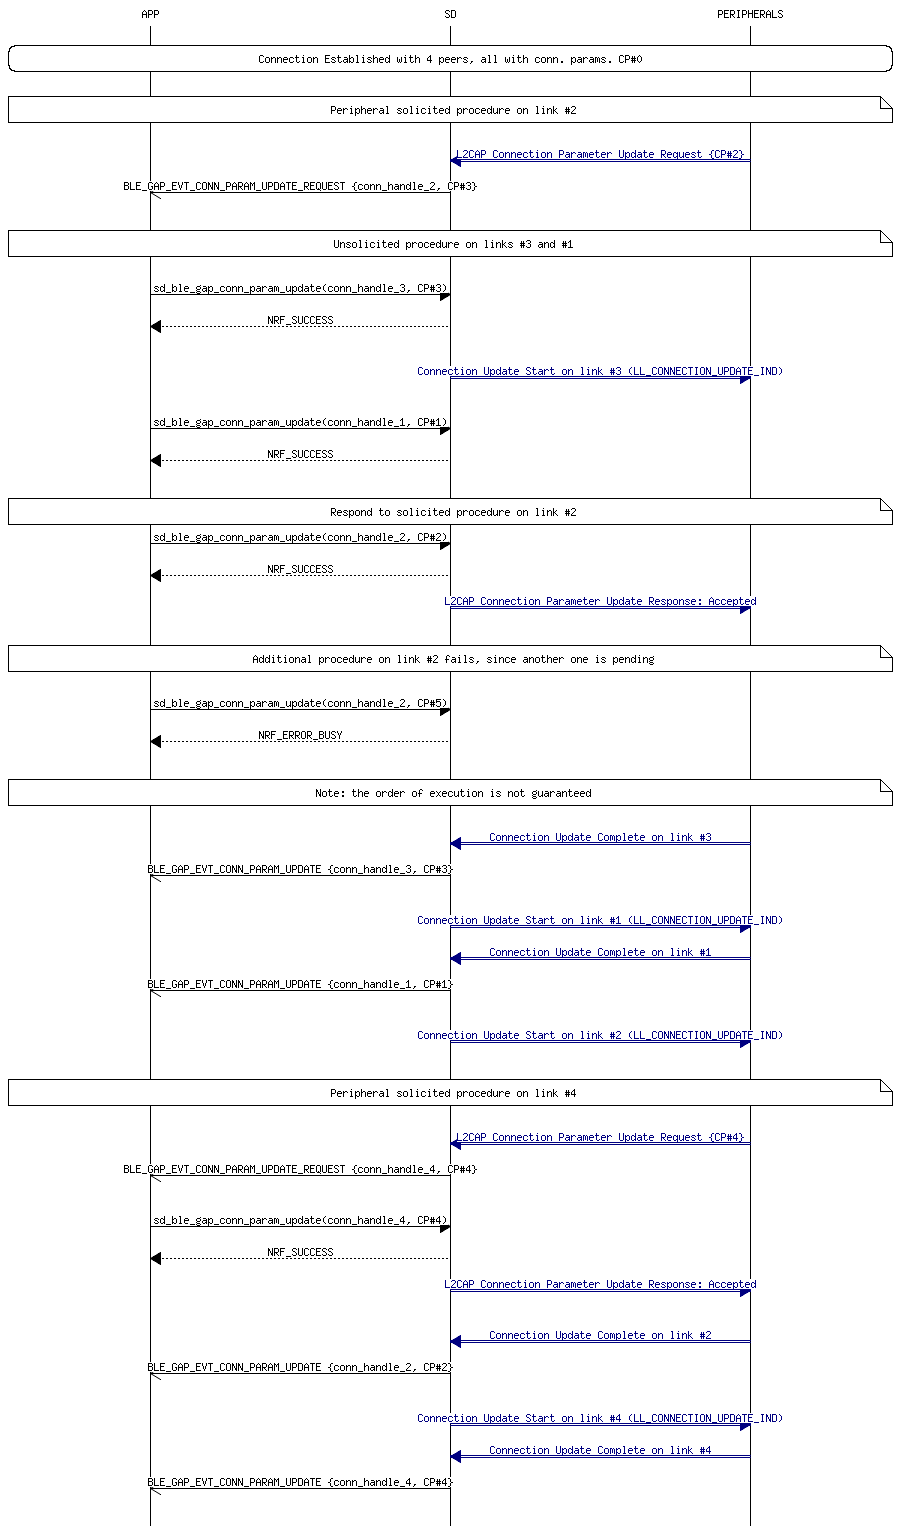 APP SD PERIPHERALS
Connection Established with 4 peers, all with conn. params. CP#0
Peripheral solicited procedure on link #2
L2CAP Connection Parameter Update Request {CP#2}
BLE_GAP_EVT_CONN_PARAM_UPDATE_REQUEST {conn_handle_2, CP#3}
Unsolicited procedure on links #3 and #1
sd_ble_gap_conn_param_update(conn_handle_3, CP#3)
NRF_SUCCESS
Connection Update Start on link #3 (LL_CONNECTION_UPDATE_IND)
sd_ble_gap_conn_param_update(conn_handle_1, CP#1)
NRF_SUCCESS
Respond to solicited procedure on link #2
sd_ble_gap_conn_param_update(conn_handle_2, CP#2)
NRF_SUCCESS
L2CAP Connection Parameter Update Response: Accepted
Additional procedure on link #2 fails, since another one is pending
sd_ble_gap_conn_param_update(conn_handle_2, CP#5)
NRF_ERROR_BUSY
Note: the order of execution is not guaranteed
Connection Update Complete on link #3
BLE_GAP_EVT_CONN_PARAM_UPDATE {conn_handle_3, CP#3}
Connection Update Start on link #1 (LL_CONNECTION_UPDATE_IND)
Connection Update Complete on link #1
BLE_GAP_EVT_CONN_PARAM_UPDATE {conn_handle_1, CP#1}
Connection Update Start on link #2 (LL_CONNECTION_UPDATE_IND)
Peripheral solicited procedure on link #4
L2CAP Connection Parameter Update Request {CP#4}
BLE_GAP_EVT_CONN_PARAM_UPDATE_REQUEST {conn_handle_4, CP#4}
sd_ble_gap_conn_param_update(conn_handle_4, CP#4)
NRF_SUCCESS
L2CAP Connection Parameter Update Response: Accepted
Connection Update Complete on link #2
BLE_GAP_EVT_CONN_PARAM_UPDATE {conn_handle_2, CP#2}
Connection Update Start on link #4 (LL_CONNECTION_UPDATE_IND)
Connection Update Complete on link #4
BLE_GAP_EVT_CONN_PARAM_UPDATE {conn_handle_4, CP#4}